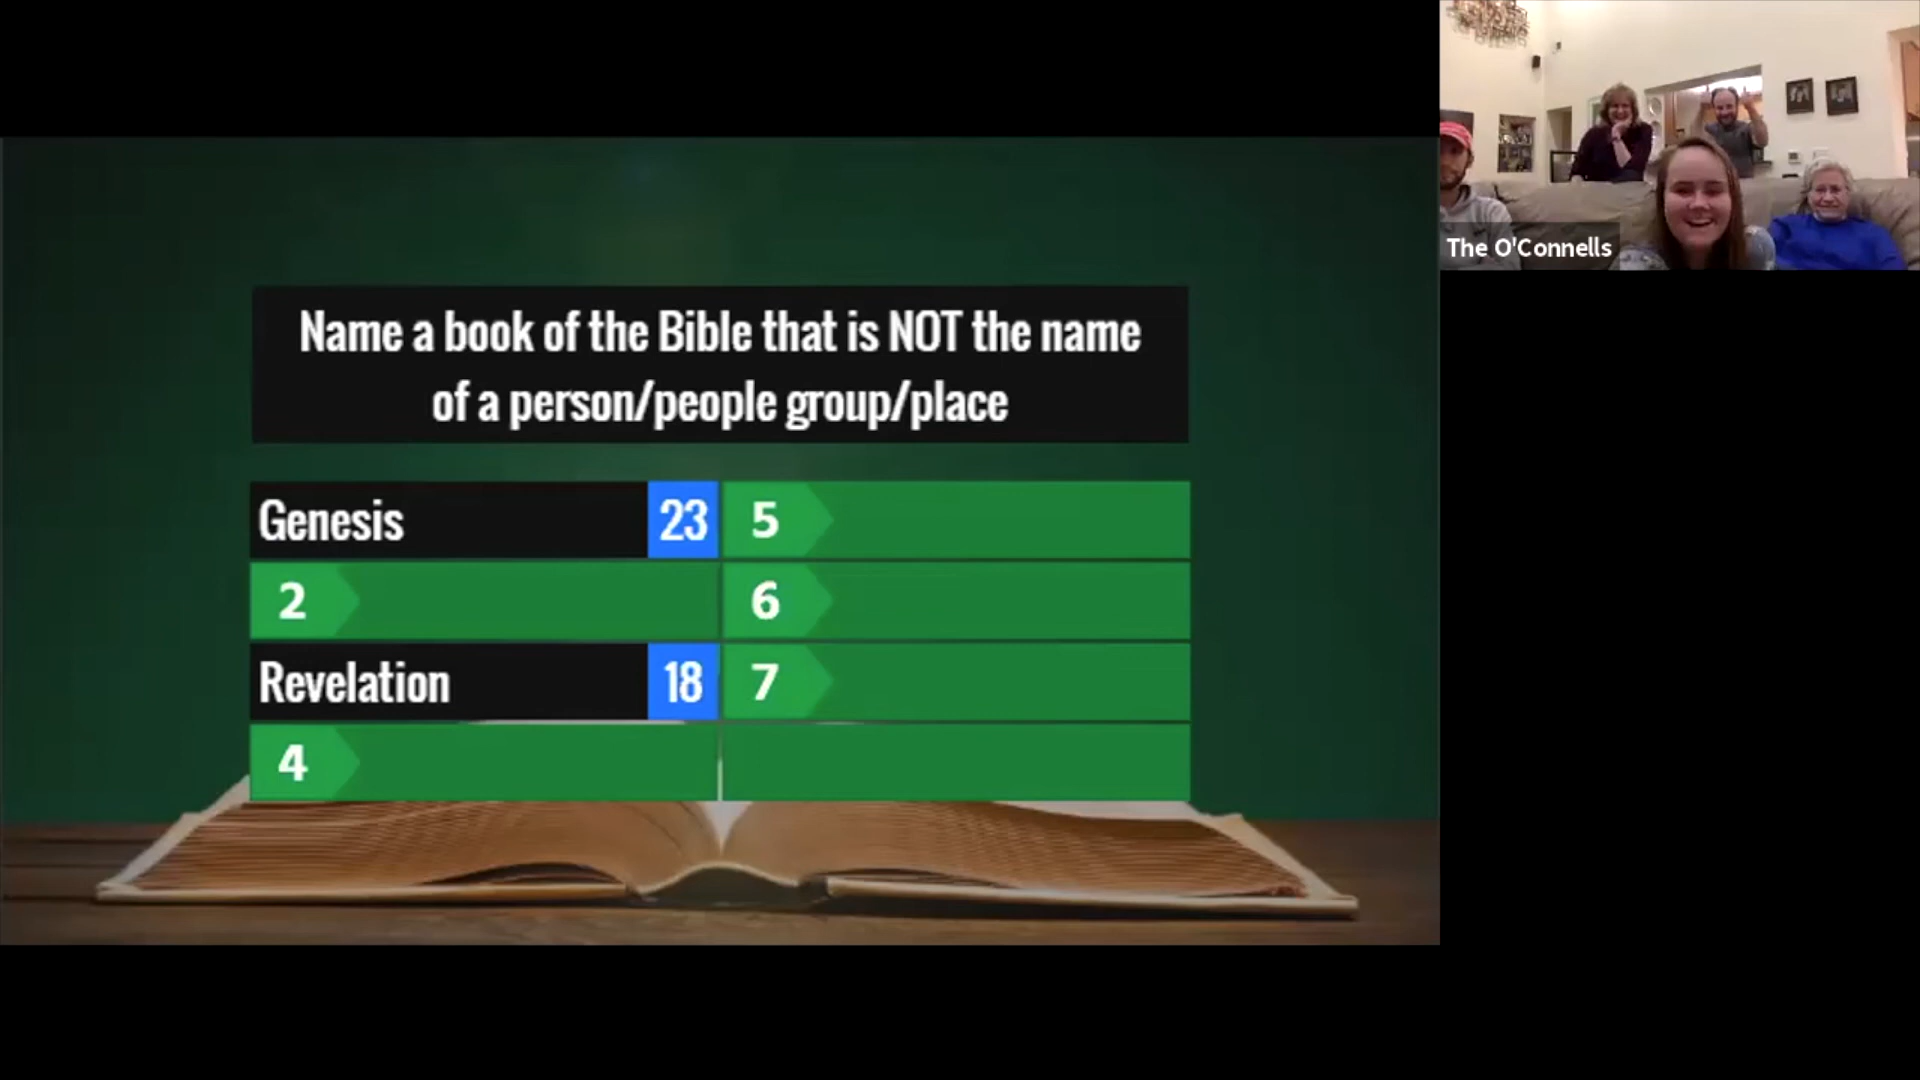 Name a book of the Bible that is NOT the name
of a person/people group/place
Genesis 23
2
Revelation 18
4
5
6
7
The O'Connells